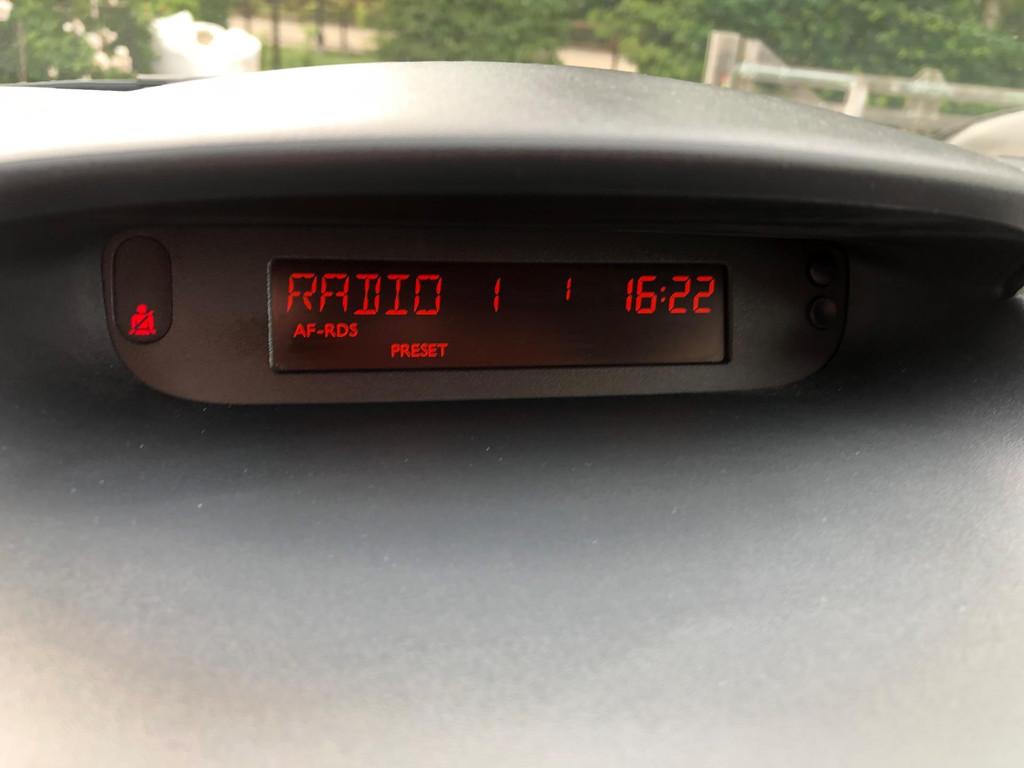 RADIO 1 1 16:22
AF-RDS
PRESET